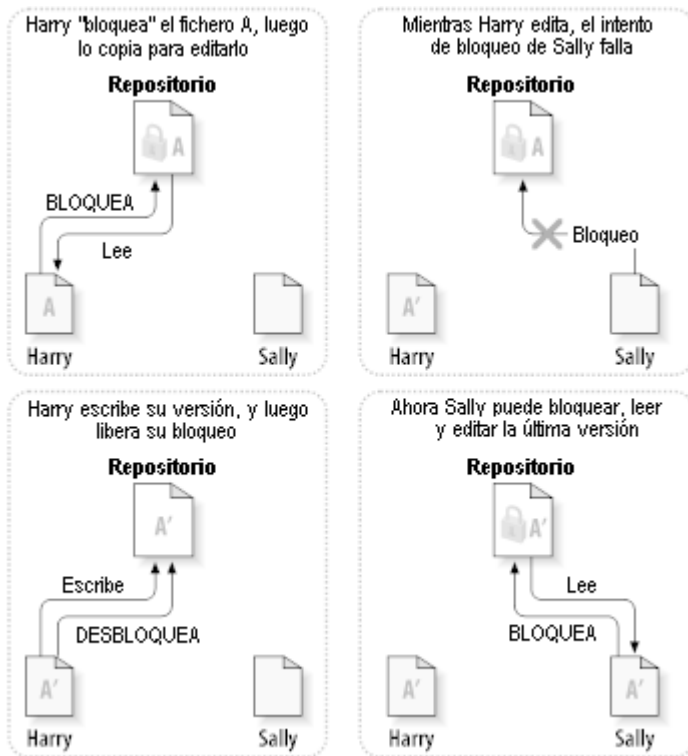 Harry "bloquea" el fichero A, luego
lo copia para editarlo
Repositorio
A
BLOQUEA
Lee
A
Harry
Sally
Mientras Harry edita, el intento
de bloqueo de Sally falla
Repositorio
A
Bloqueo
A′
Harry
Sally
Harry escribe su versión, y luego
libera su bloqueo
Repositorio
A′
Escribe
DESBLOQUEA
A′
Harry
Sally
Ahora Sally puede bloquear, leer
y editar la última versión
Repositorio
A′
Lee
BLOQUEA
A′
A′
Harry
Sally